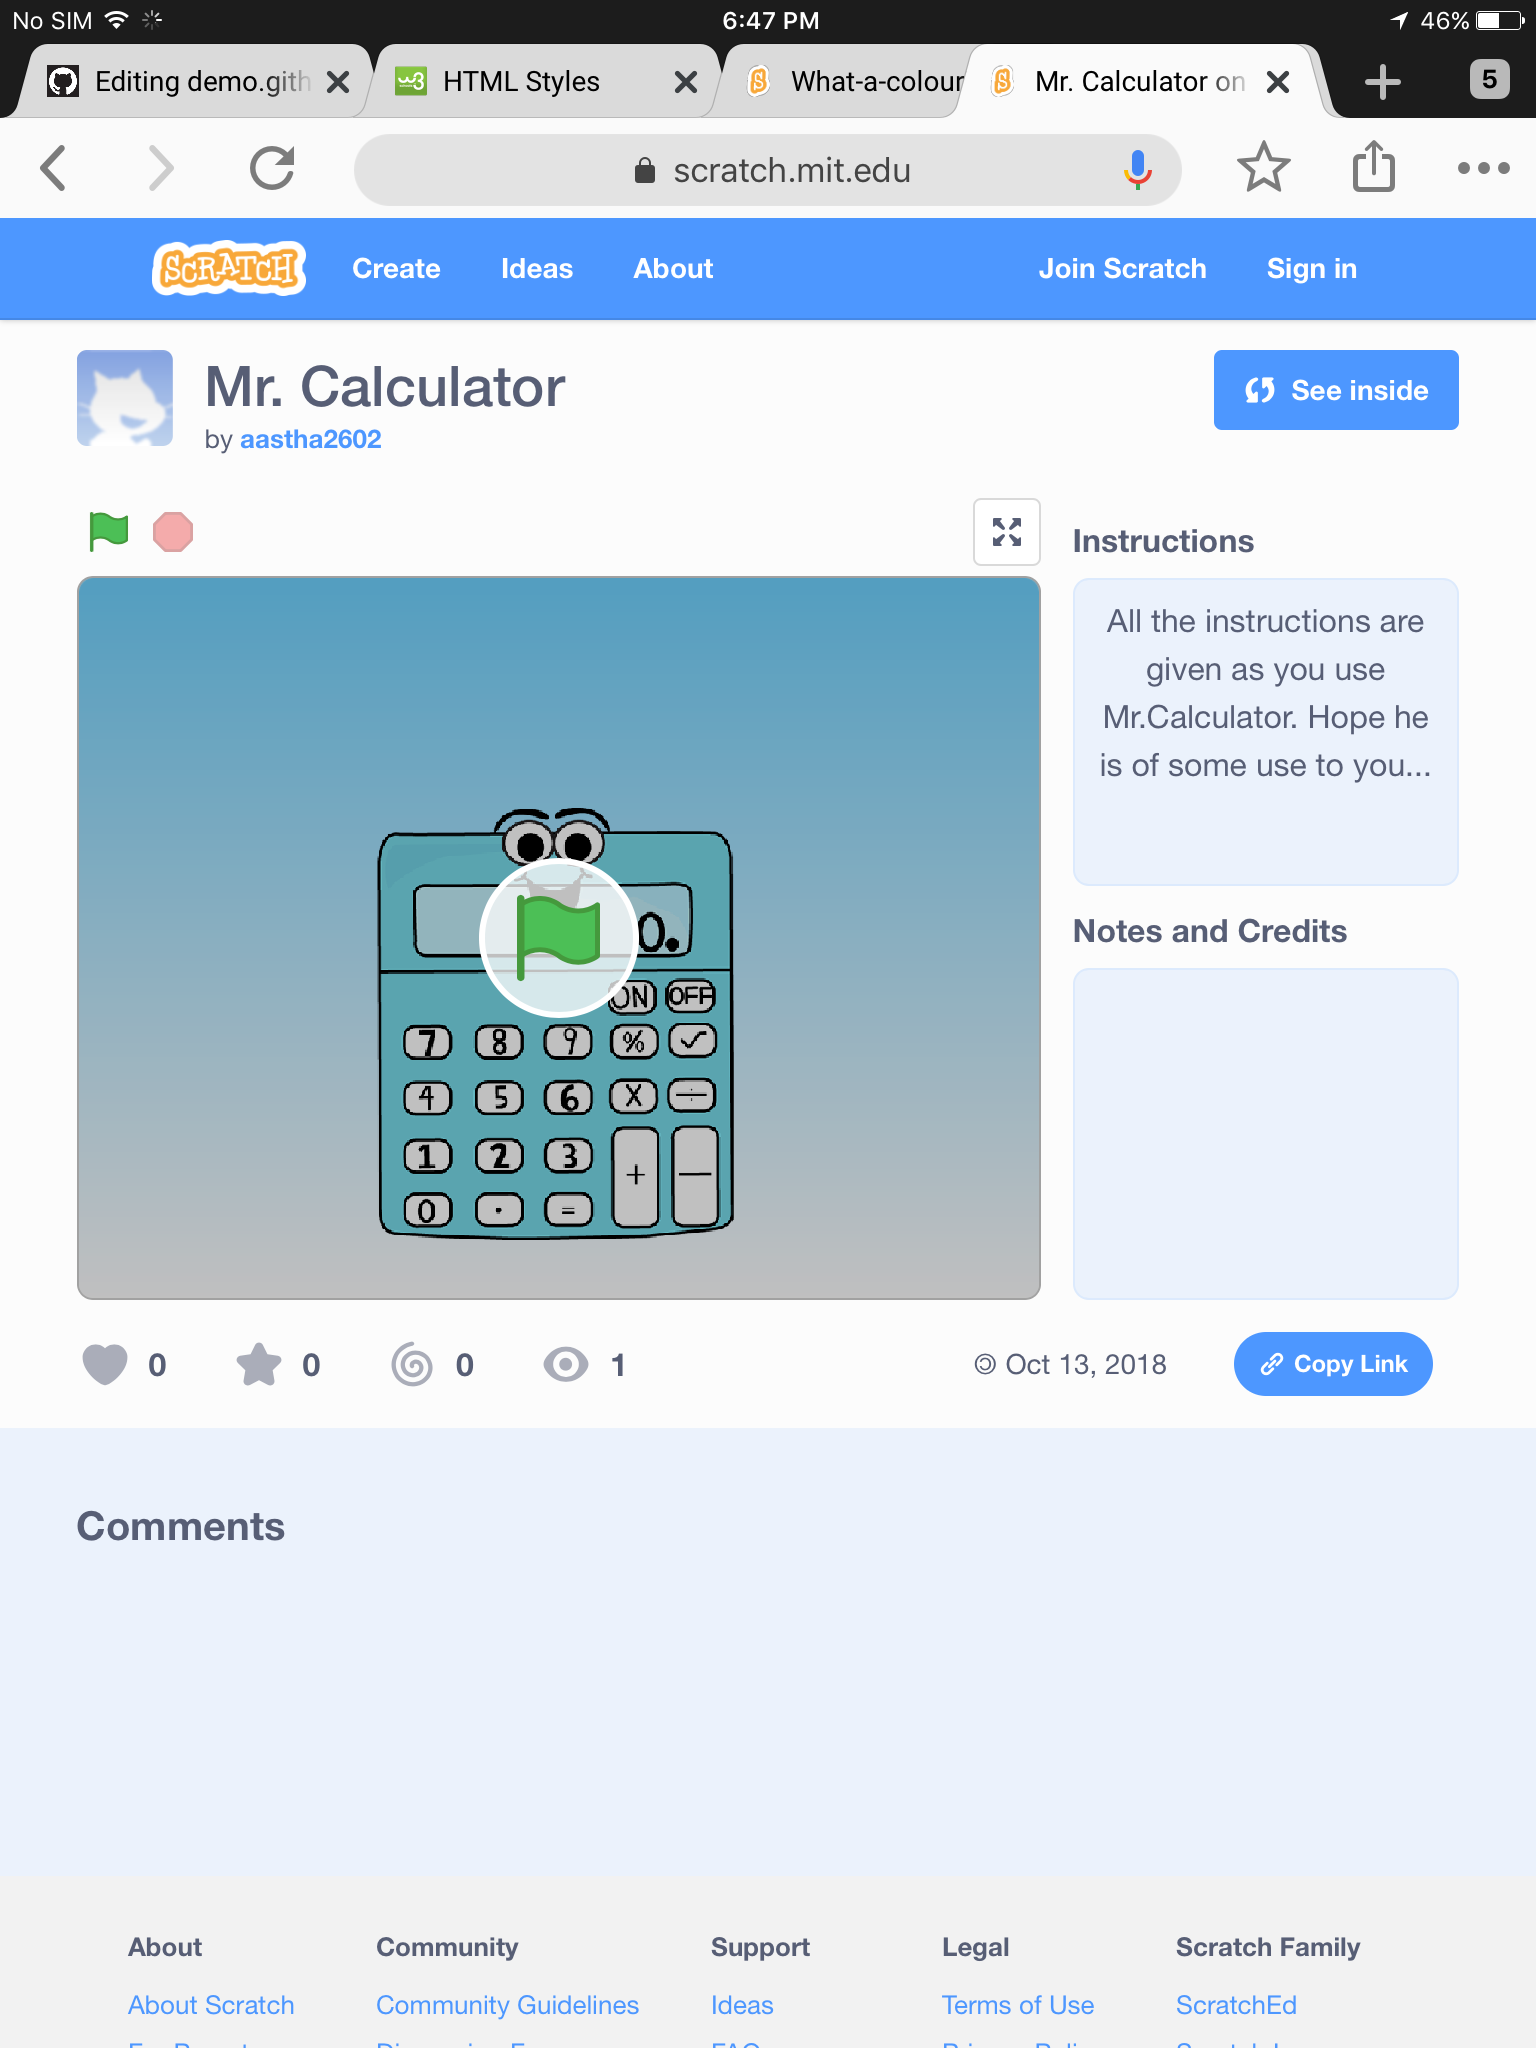 No SIM 6:47 PM 46%
Editing demo.gith HTML Styles What-a-colour Mr. Calculator on 5
scratch.mit.edu
SCRATCH Create Ideas About Join Scratch Sign in
Mr. Calculator
by aastha2602
See inside
Instructions
All the instructions are
given as you use
Mr.Calculator. Hope he
is of some use to you...
Notes and Credits
0.
ON OFF
7 8 9 % ✓
4 5 6 X ÷
1 2 3 + —
0 . =
0 0 0 1 Oct 13, 2018 Copy Link
Comments
About Community Support Legal Scratch Family
About Scratch Community Guidelines Ideas Terms of Use ScratchEd